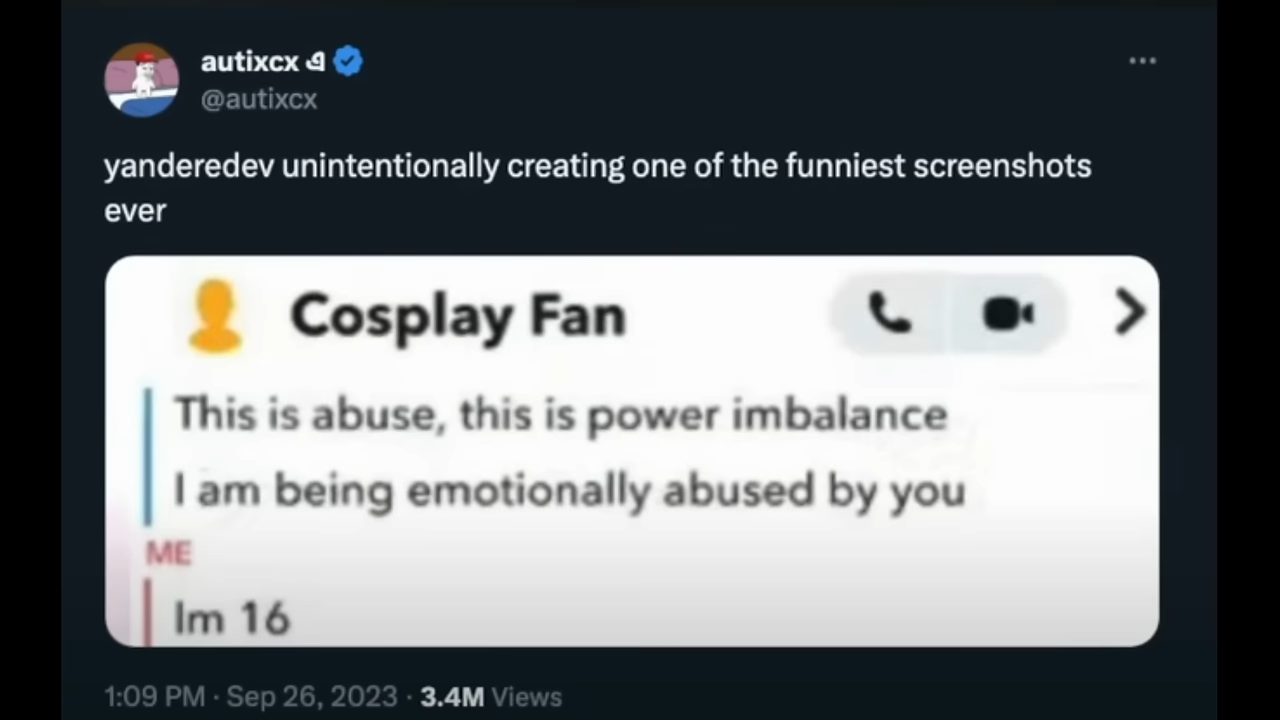 autixcx
@autixcx
yanderedev unintentionally creating one of the funniest screenshots
ever
Cosplay Fan
This is abuse, this is power imbalance
I am being emotionally abused by you
ME
Im 16
1:09 PM · Sep 26, 2023 · 3.4M Views